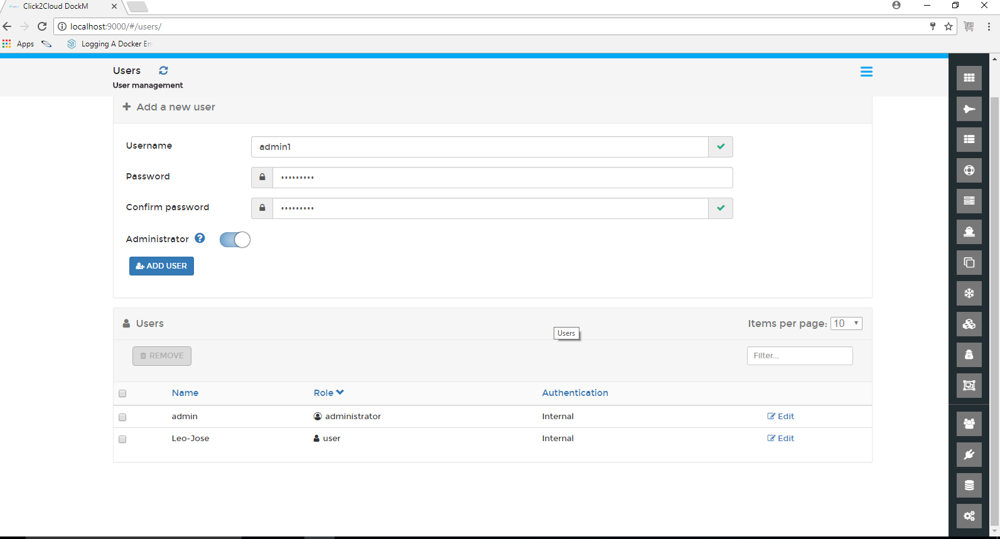 Click2Cloud DockM
localhost:9000/#/users/
Apps
Logging A Docker En
Users
User management
Add a new user
Username
admin1
Password
•••••••••
Confirm password
•••••••••
Administrator
ADD USER
Users
Items per page: 10
Users
REMOVE
Filter...
Name Role Authentication
admin administrator Internal Edit
Leo-Jose user Internal Edit